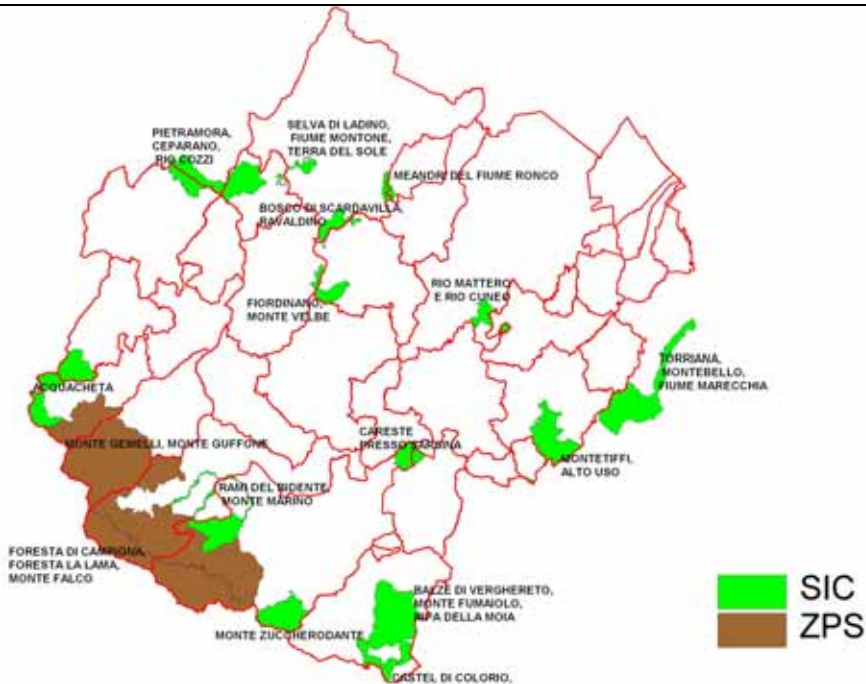 PIETRAMORA,
CEPARANO,
RIO COZZI
SELVA DI LADINO,
FIUME MONTONE,
TERRA DEL SOLE
MEANDRI DEL FIUME RONCO
BOSCO DI SCARDAVILLA,
RAVALDINO
FIORDINANO,
MONTE VELBE
RIO MATTERO
E RIO CUNEO
TORRIANA,
MONTEBELLO,
FIUME MARECCHIA
ACQUACHETA
MONTE GEMELLI, MONTE GUFFONE
CARESTE
PRESSO SARSINA
MONTETIFFI,
ALTO USO
RAMI DEL BIDENTE,
MONTE MARINO
FORESTA DI CAMPIGNA,
FORESTA LA LAMA,
MONTE FALCO
BALZE DI VERGHERETO,
MONTE FUMAIOLO,
RIPA DELLA MOIA
MONTE ZUCCHERODANTE
CASTEL DI COLORIO,
SIC
ZPS